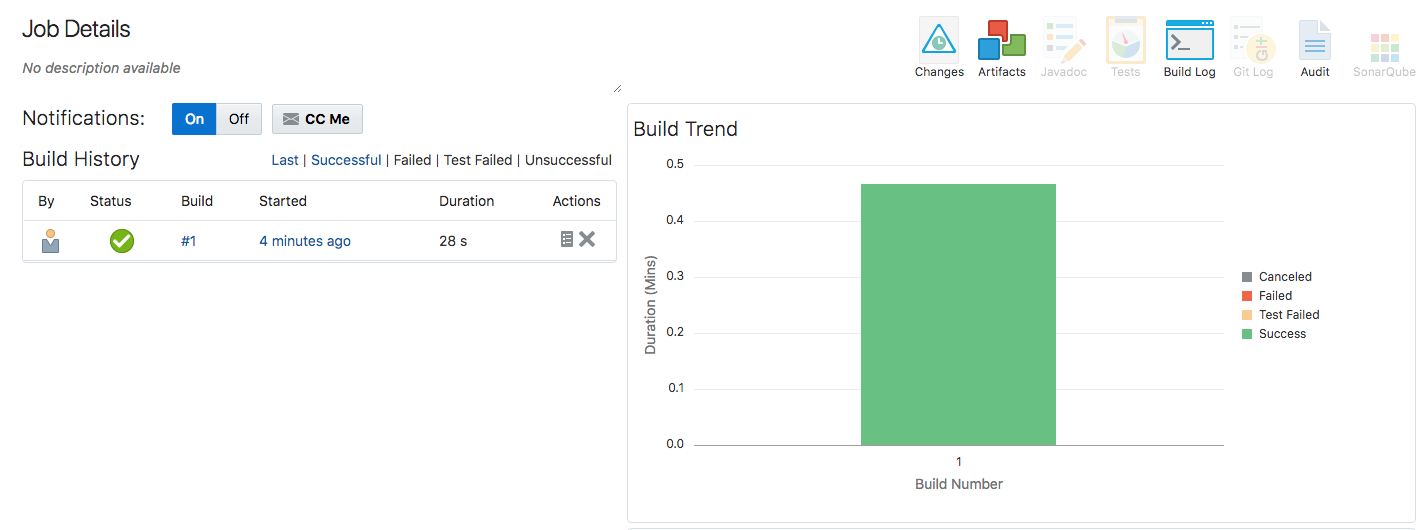 Job Details
No description available
Changes Artifacts Javadoc Tests Build Log Git Log Audit SonarQube
Notifications: On Off CC Me
Build History Last | Successful | Failed | Test Failed | Unsuccessful
By Status Build Started Duration Actions
#1 4 minutes ago 28 s
Build Trend
0.5
0.4
0.3
0.2
0.1
0.0
Duration (Mins)
1
Build Number
Canceled
Failed
Test Failed
Success